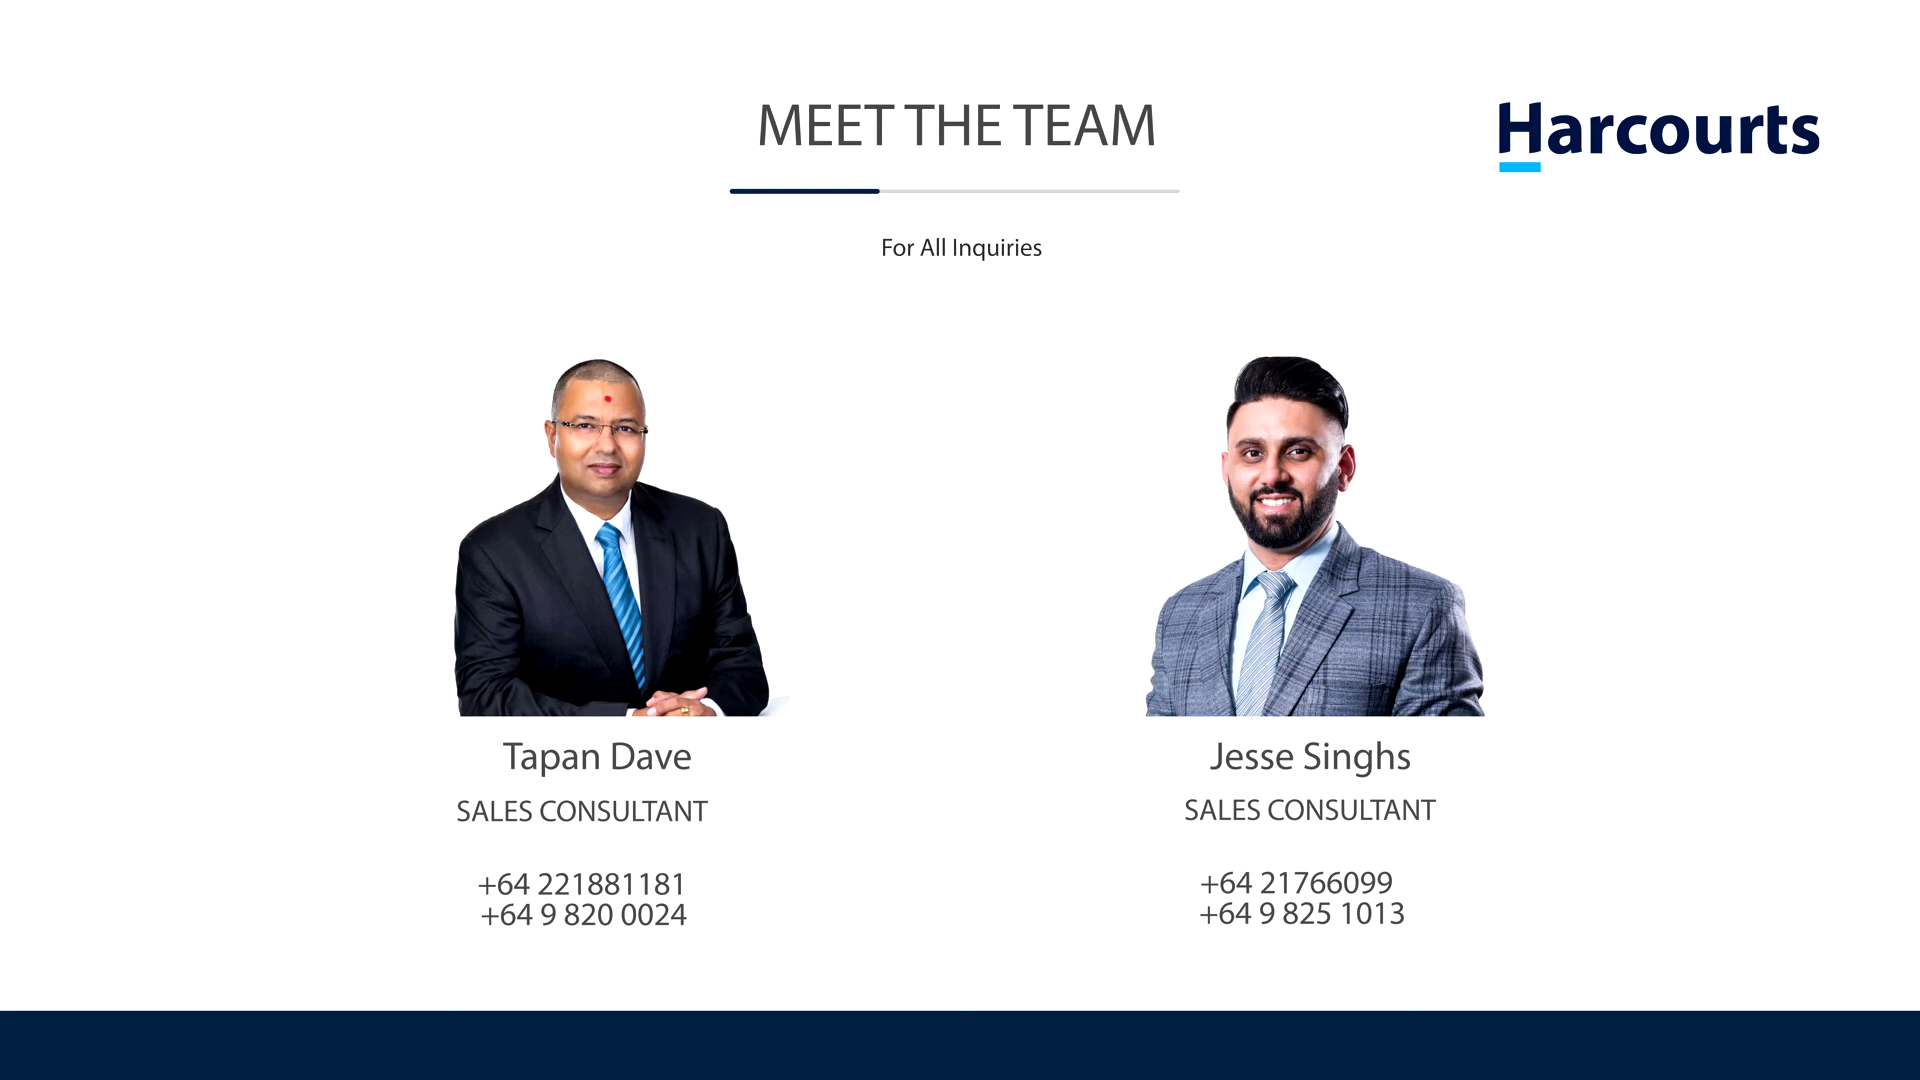 MEET THE TEAM
Harcourts
For All Inquiries
Tapan Dave
SALES CONSULTANT
+64 221881181
+64 9 820 0024
Jesse Singhs
SALES CONSULTANT
+64 21766099
+64 9 825 1013